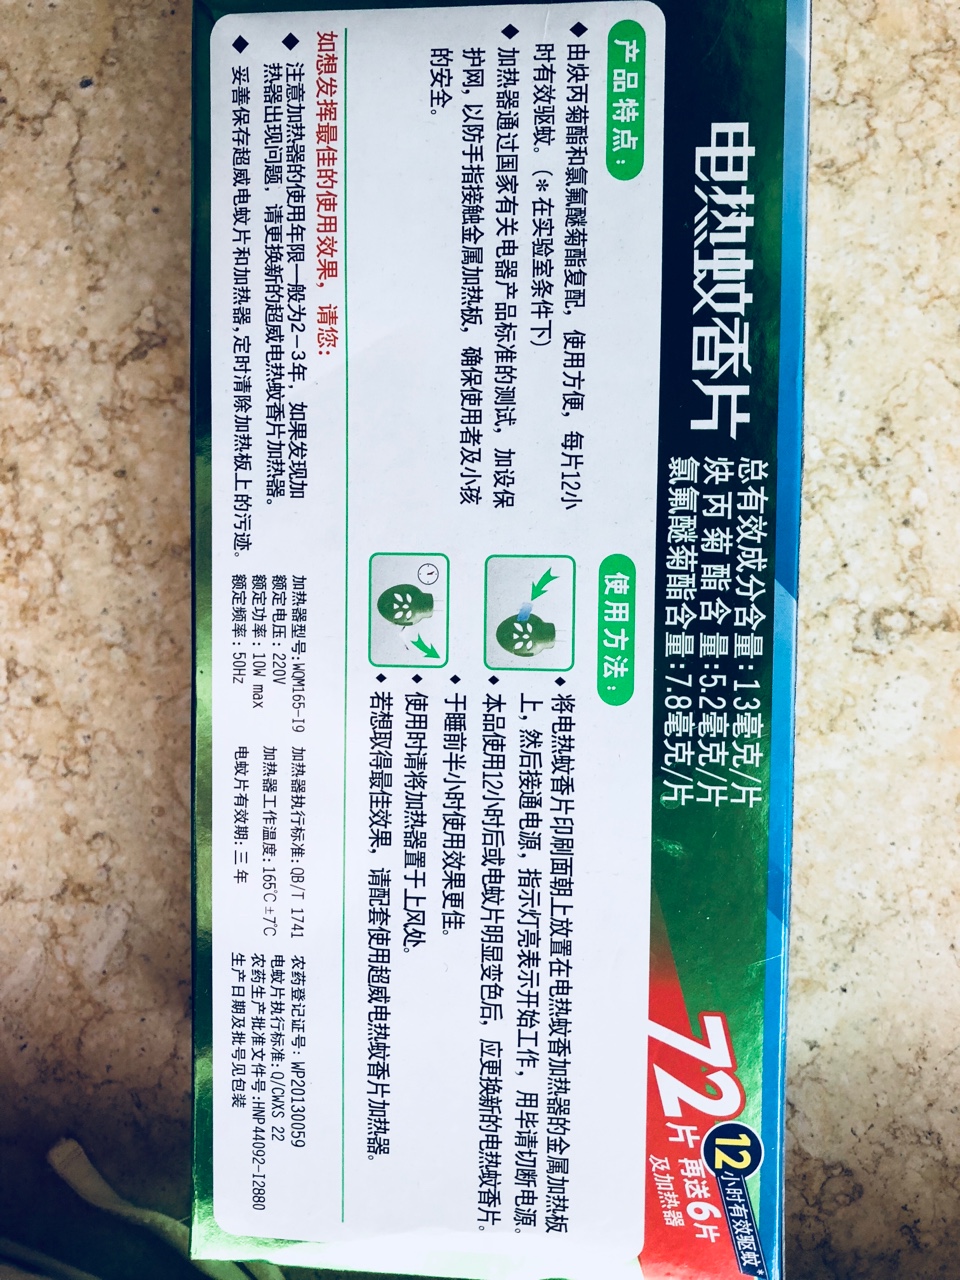 电热蚊香片
总有效成分含量:13毫克/片
炔丙菊酯含量:5.2毫克/片
氯氟醚菊酯含量:7.8毫克/片
72片
再送6片
及加热器
12小时有效驱蚊*
产品特点:
◆ 由炔丙菊酯和氯氟醚菊酯复配，使用方便，每片12小
时有效驱蚊。(＊在实验室条件下)
◆ 加热器通过国家有关电器产品标准的测试，加设保
护网，以防手指接触金属加热板，确保使用者及小孩
的安全。
如想发挥最佳的使用效果，请您:
◆ 注意加热器的使用年限一般为2-3年，如果发现加
热器出现问题，请更换新的超威电热蚊香片加热器。
◆ 妥善保存超威电蚊片和加热器,定时清除加热板上的污迹。
使用方法:
◆将电热蚊香片印刷面朝上放置在电热蚊香加热器的金属加热板
上，然后接通电源，指示灯亮表示开始工作，用毕请切断电源。
◆本品使用12小时后或电蚊片明显变色后，应更换新的电热蚊香片。
◆于睡前半小时使用效果更佳。
◆使用时请将加热器置于上风处。
◆若想取得最佳效果，请配套使用超威电热蚊香片加热器。
加热器型号:WQM165-I9
额定电压:220V
额定功率:10W max
额定频率:50Hz
加热器执行标准:QB/T 1741
加热器工作温度:165℃±7℃
电蚊片有效期:三年
农药登记证号:WP20130059
电蚊片执行标准:Q/CWXS 22
农药生产批准文件号:HNP44092-I2880
生产日期及批号见包装